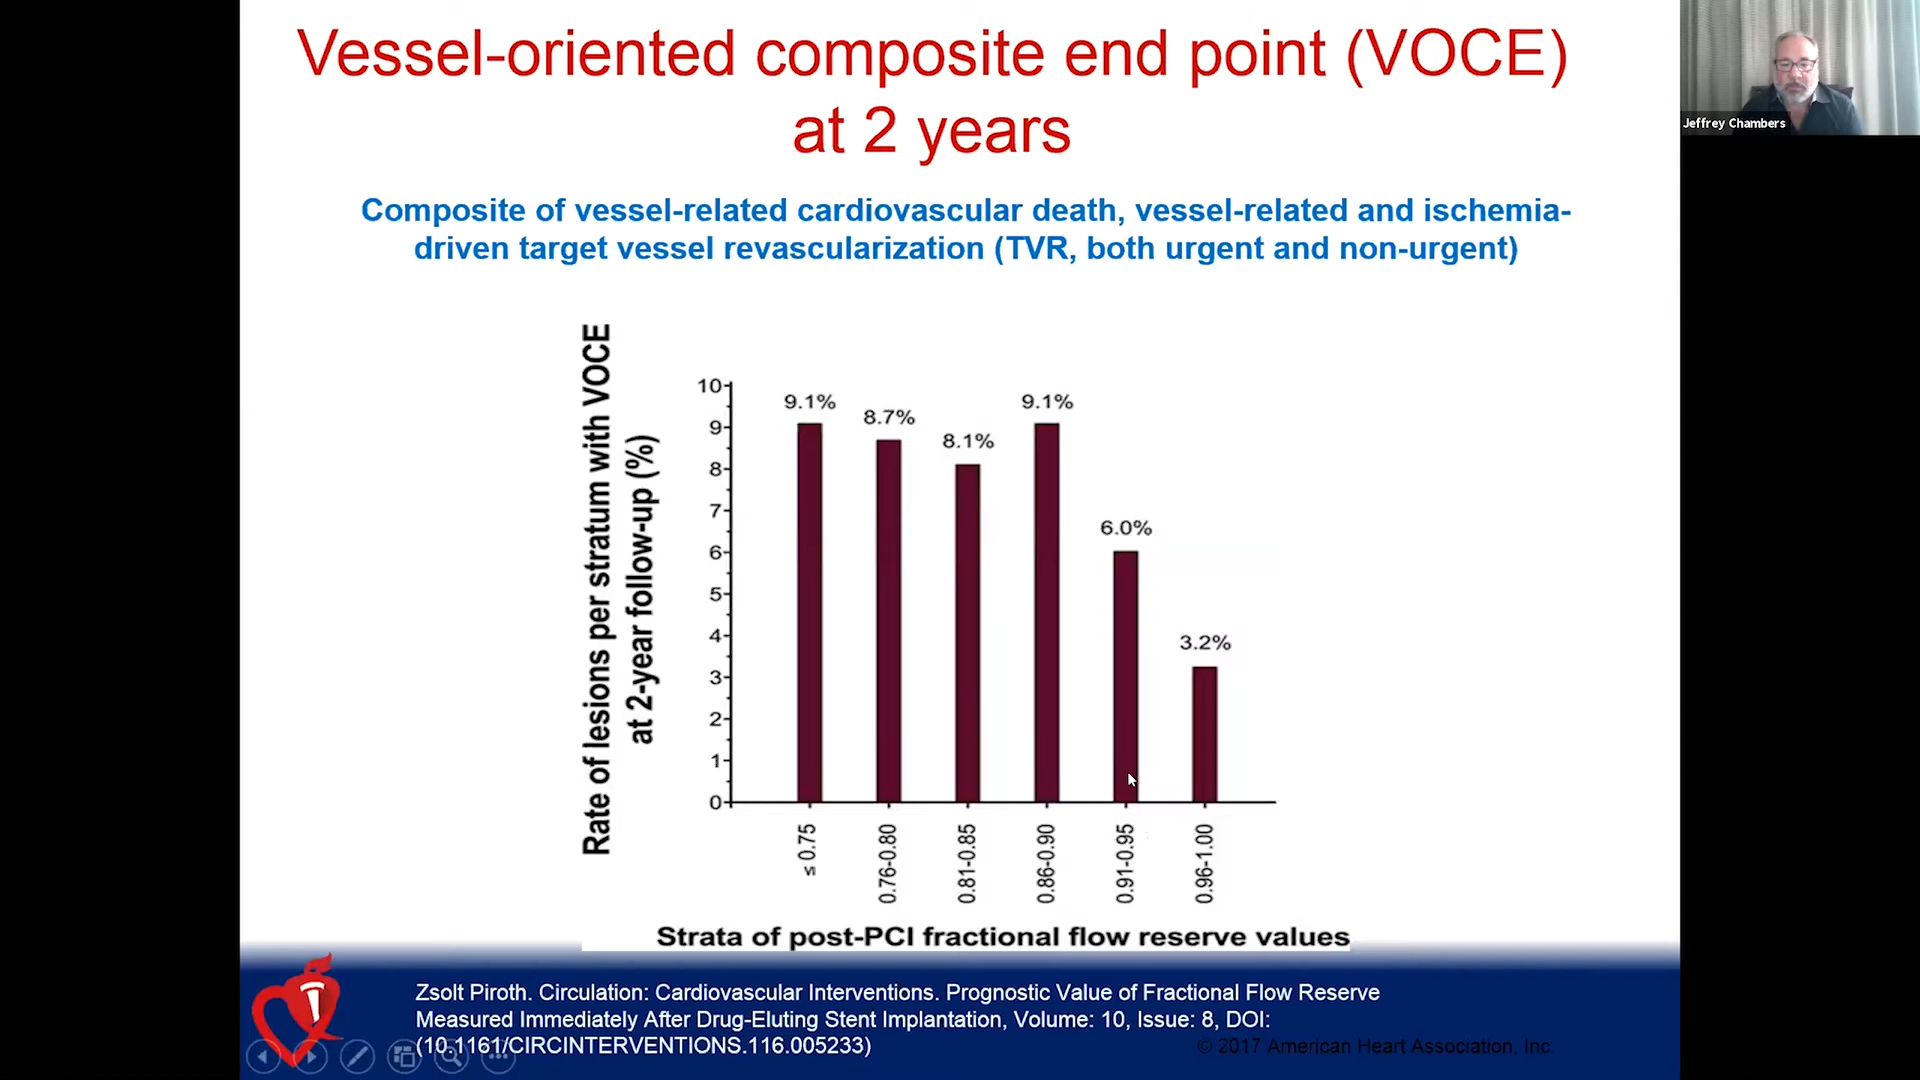 Vessel-oriented composite end point (VOCE)
at 2 years
Jeffrey Chambers
Composite of vessel-related cardiovascular death, vessel-related and ischemia-
driven target vessel revascularization (TVR, both urgent and non-urgent)
Rate of lesions per stratum with VOCE
at 2-year follow-up (%)
10
9
8
7
6
5
4
3
2
1
0
9.1%
8.7%
8.1%
9.1%
6.0%
3.2%
≤ 0.75
0.76-0.80
0.81-0.85
0.86-0.90
0.91-0.95
0.96-1.00
Strata of post-PCI fractional flow reserve values
Zsolt Piroth. Circulation: Cardiovascular Interventions. Prognostic Value of Fractional Flow Reserve
Measured Immediately After Drug-Eluting Stent Implantation, Volume: 10, Issue: 8, DOI:
(10.1161/CIRCINTERVENTIONS.116.005233)
© 2017 American Heart Association, Inc.